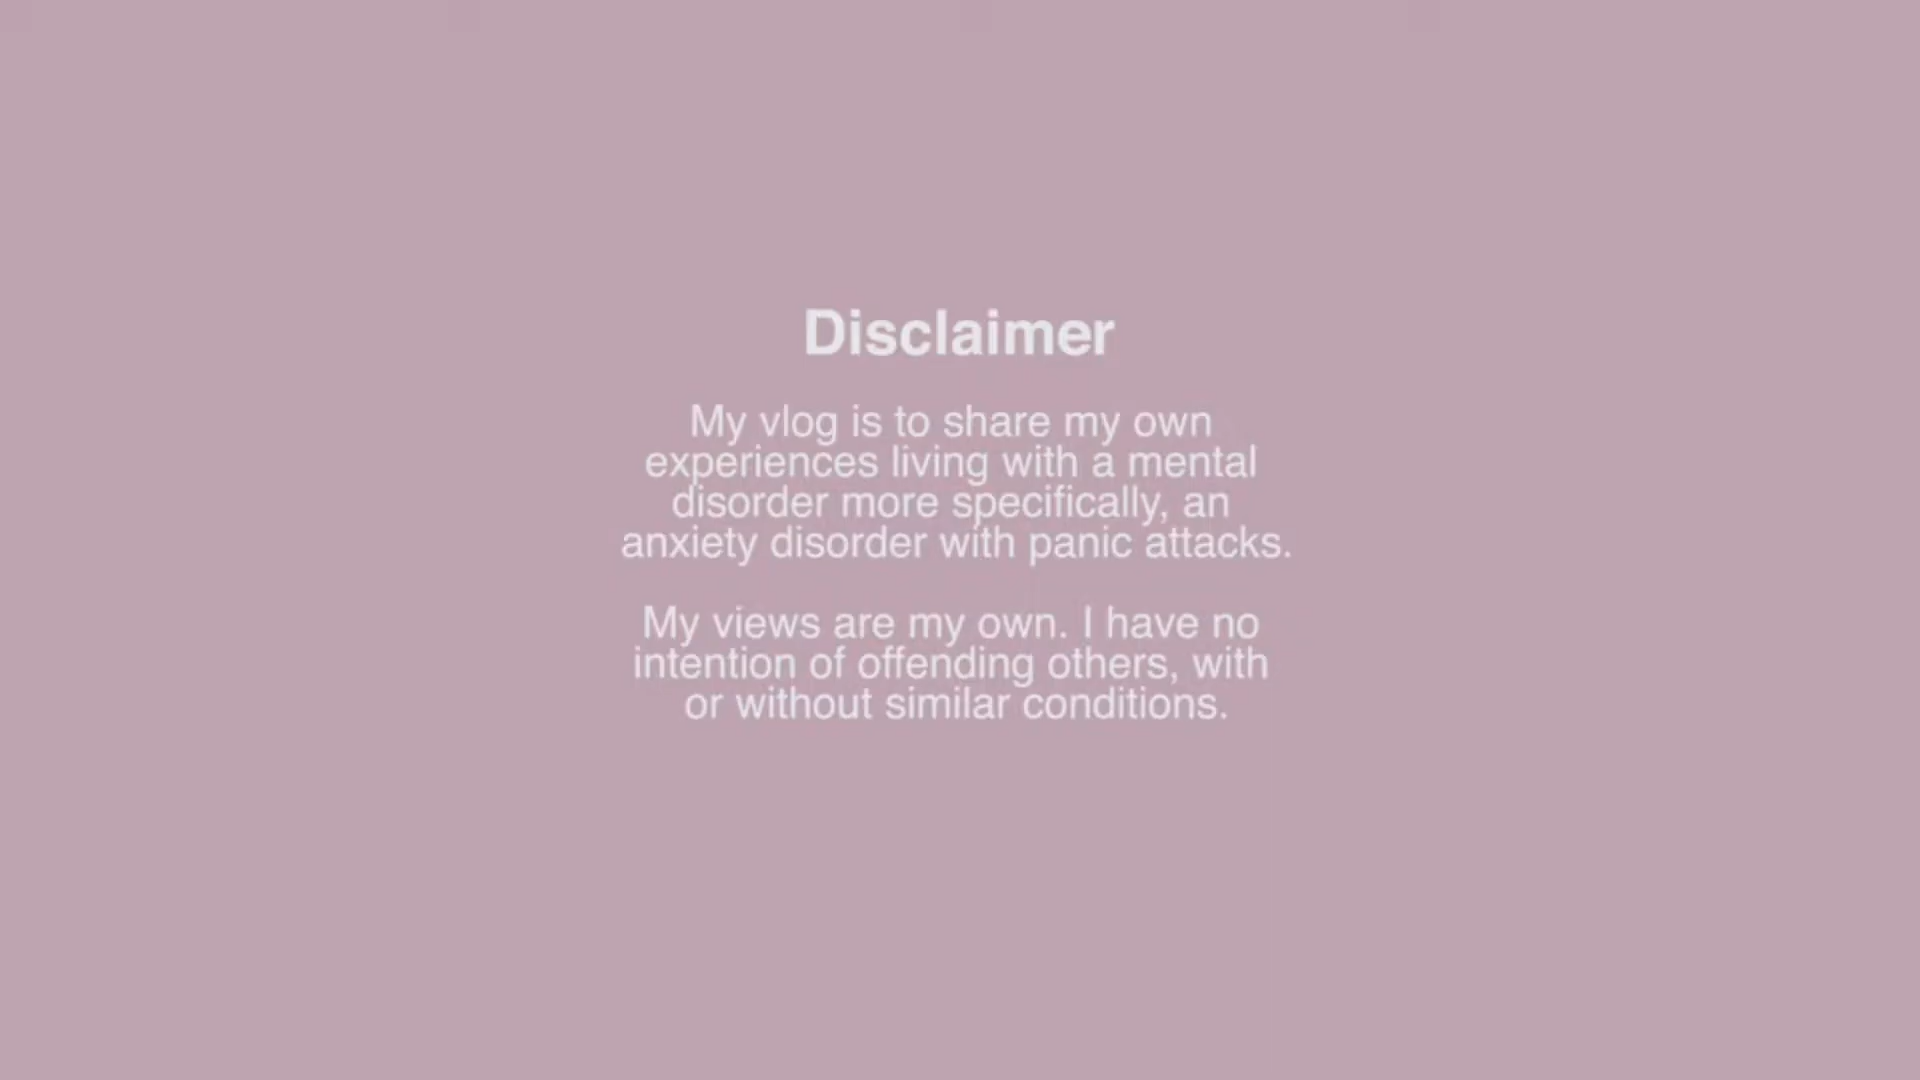 Disclaimer
My vlog is to share my own
experiences living with a mental
disorder more specifically, an
anxiety disorder with panic attacks.
My views are my own. I have no
intention of offending others, with
or without similar conditions.